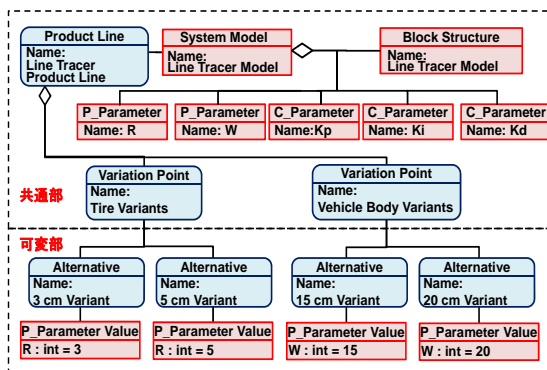 Product Line
Name:
Line Tracer
Product Line
System Model
Name:
Line Tracer Model
Block Structure
Name:
Line Tracer Model
P_Parameter
Name: R
P_Parameter
Name: W
C_Parameter
Name:Kp
C_Parameter
Name: Ki
C_Parameter
Name: Kd
Variation Point
Name:
Tire Variants
Variation Point
Name:
Vehicle Body Variants
共通部
可変部
Alternative
Name:
3 cm Variant
Alternative
Name:
5 cm Variant
Alternative
Name:
15 cm Variant
Alternative
Name:
20 cm Variant
P_Parameter Value
R : int = 3
P_Parameter Value
R : int = 5
P_Parameter Value
W : int = 15
P_Parameter Value
W : int = 20